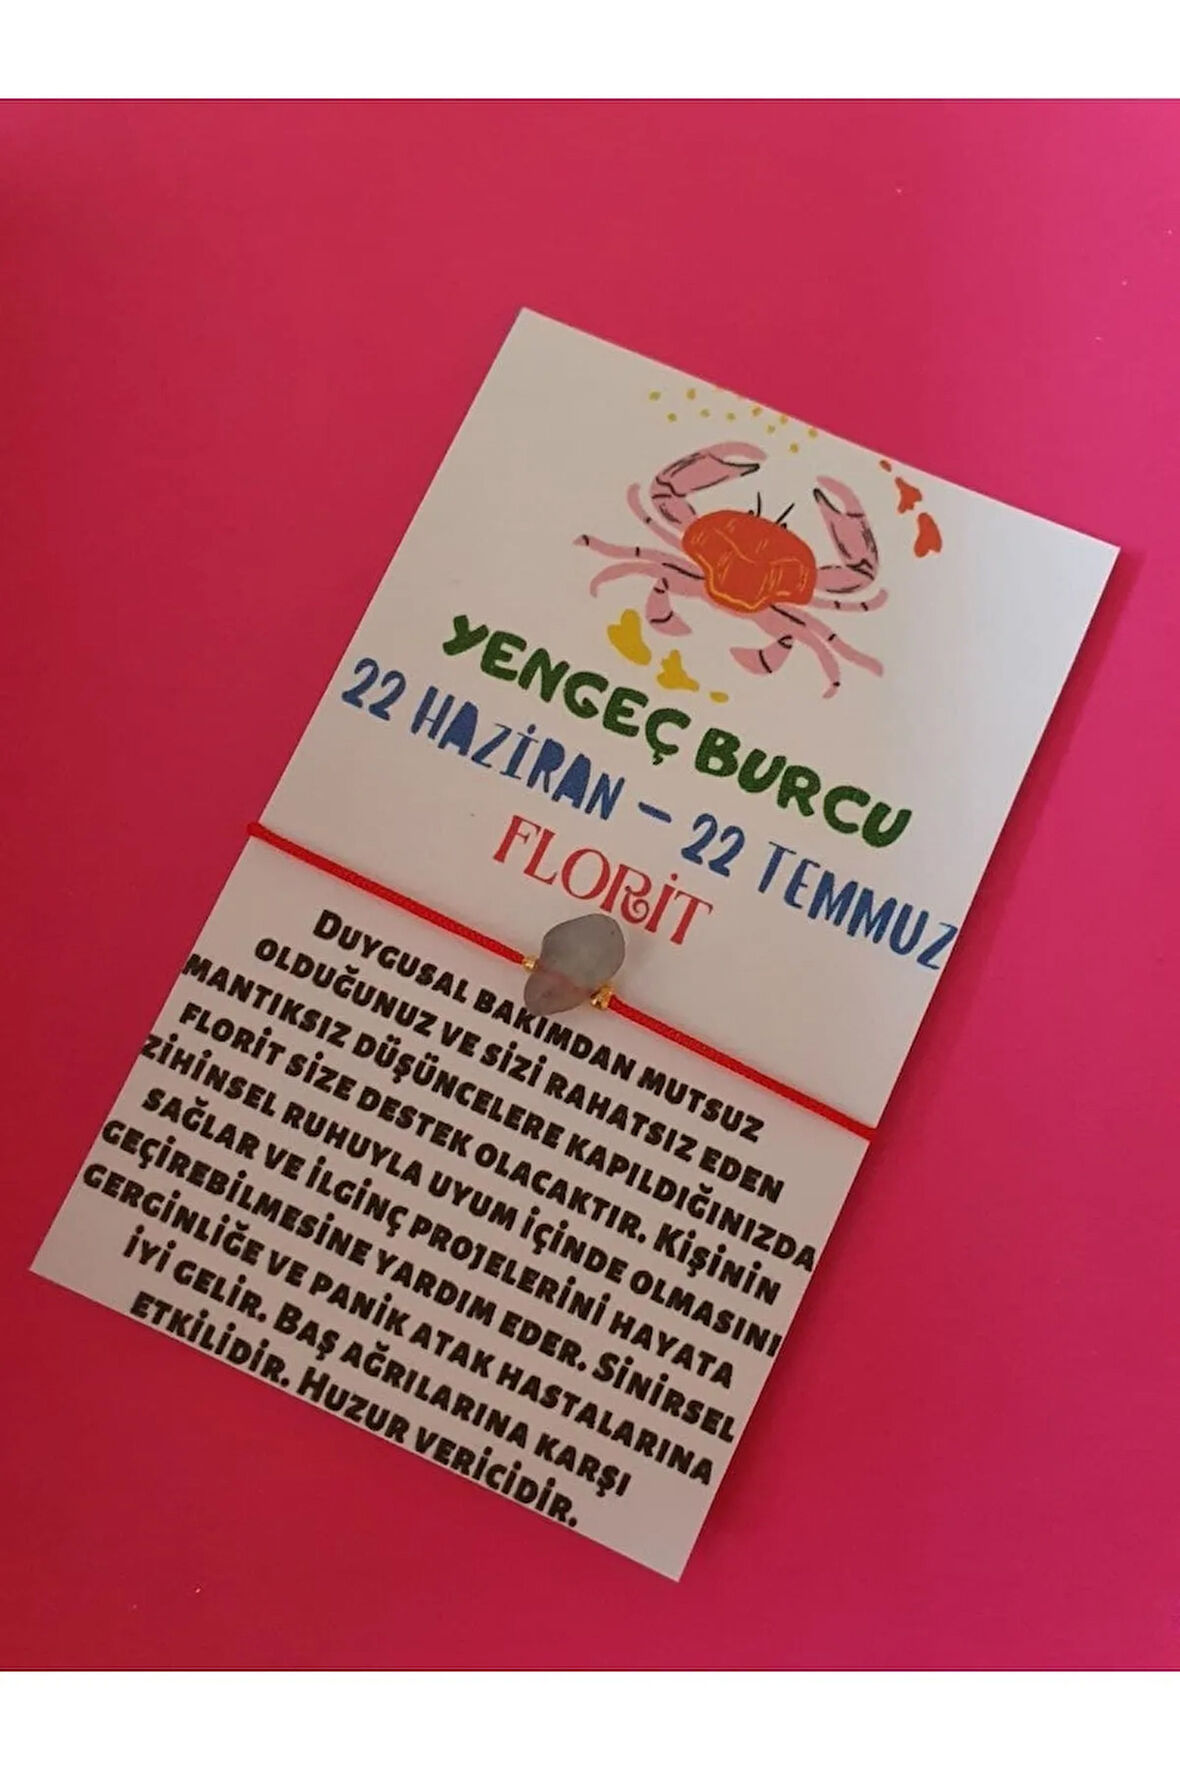 YENGEÇ BURCU
22 HAZİRAN – 22 TEMMUZ
FLORİT
DUYGUSAL BAKIMDAN MUTSUZ
OLDUĞUNUZ VE SİZİ RAHATSIZ EDEN
MANTIKSIZ DÜŞÜNCELERE KAPILDIĞINIZDA
FLORİT SİZE DESTEK OLACAKTIR. KİŞİNİN
ZİHİNSEL RUHUYLA UYUM İÇİNDE OLMASINI
SAĞLAR VE İLGİNÇ PROJELERİNİ HAYATA
GEÇİREBİLMESİNE YARDIM EDER. SİNİRSEL
GERGİNLİĞE VE PANİK ATAK HASTALARINA
İYİ GELİR. BAŞ AĞRILARINA KARŞI
ETKİLİDİR. HUZUR VERİCİDİR.